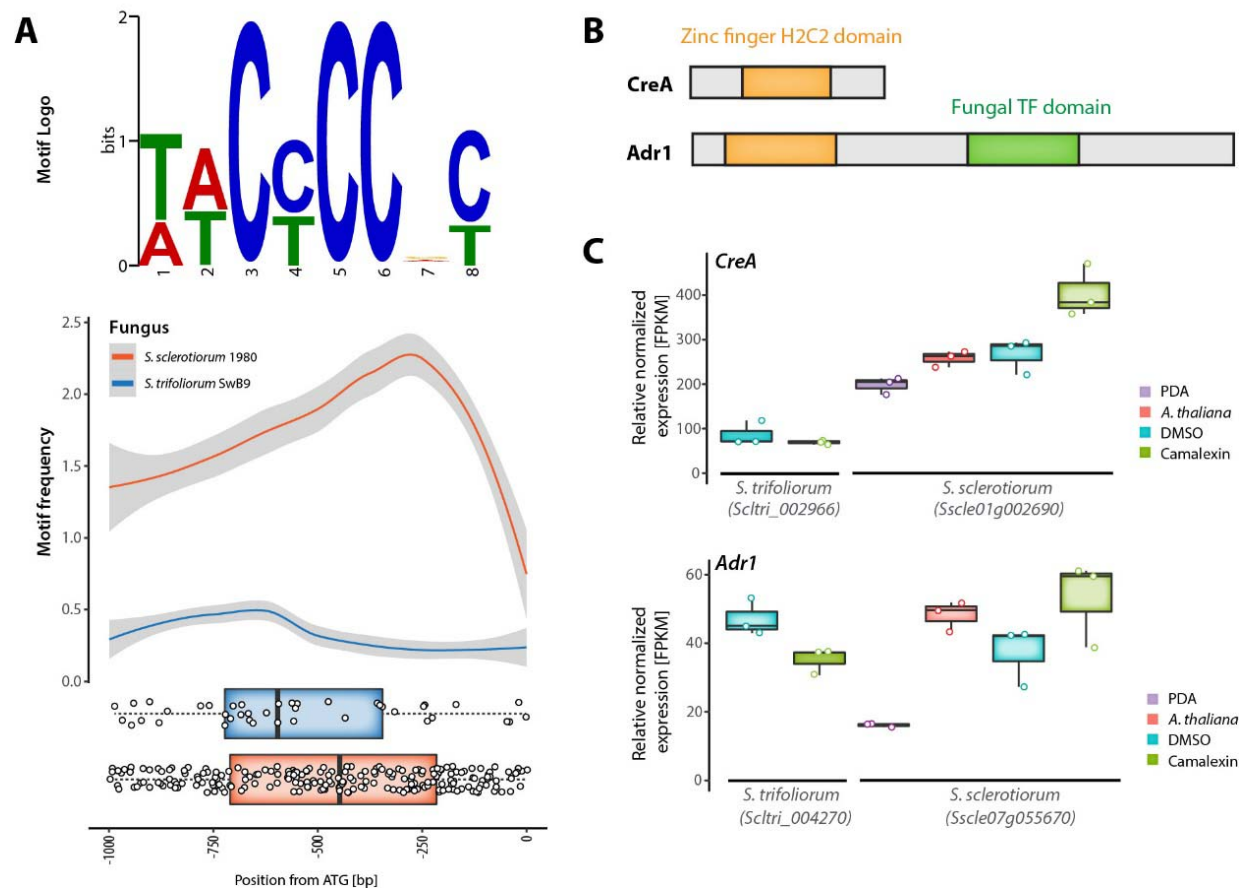 A
Motif Logo
bits
2
1
0
TACCCC C
ATT T
1 2 3 4 5 6 7 8
Motif frequency
2.5
2.0
1.5
1.0
0.5
0.0
Fungus
S. sclerotiorum 1980
S. trifoliorum SwB9
-1000 -750 -500 -250 0
Position from ATG [bp]
B
Zinc finger H2C2 domain
CreA
Fungal TF domain
Adr1
C
CreA
Relative normalized
expression [FPKM]
400
300
200
100
0
PDA
A. thaliana
DMSO
Camalexin
S. trifoliorum
(Scltri_002966)
S. sclerotiorum
(Sscle01g002690)
Adr1
Relative normalized
expression [FPKM]
60
40
20
0
PDA
A. thaliana
DMSO
Camalexin
S. trifoliorum
(Scltri_004270)
S. sclerotiorum
(Sscle07g055670)